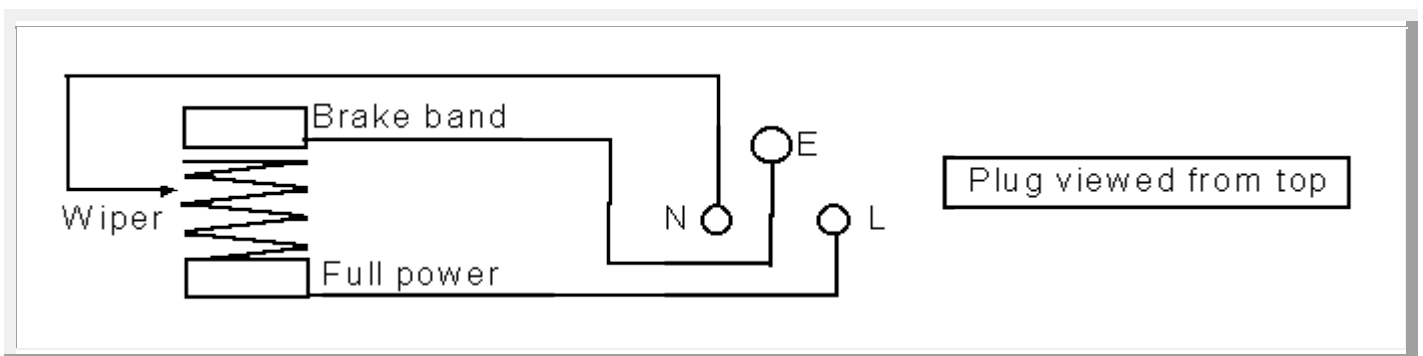 Brake band
E
Plug viewed from top
Wiper
N
L
Full power